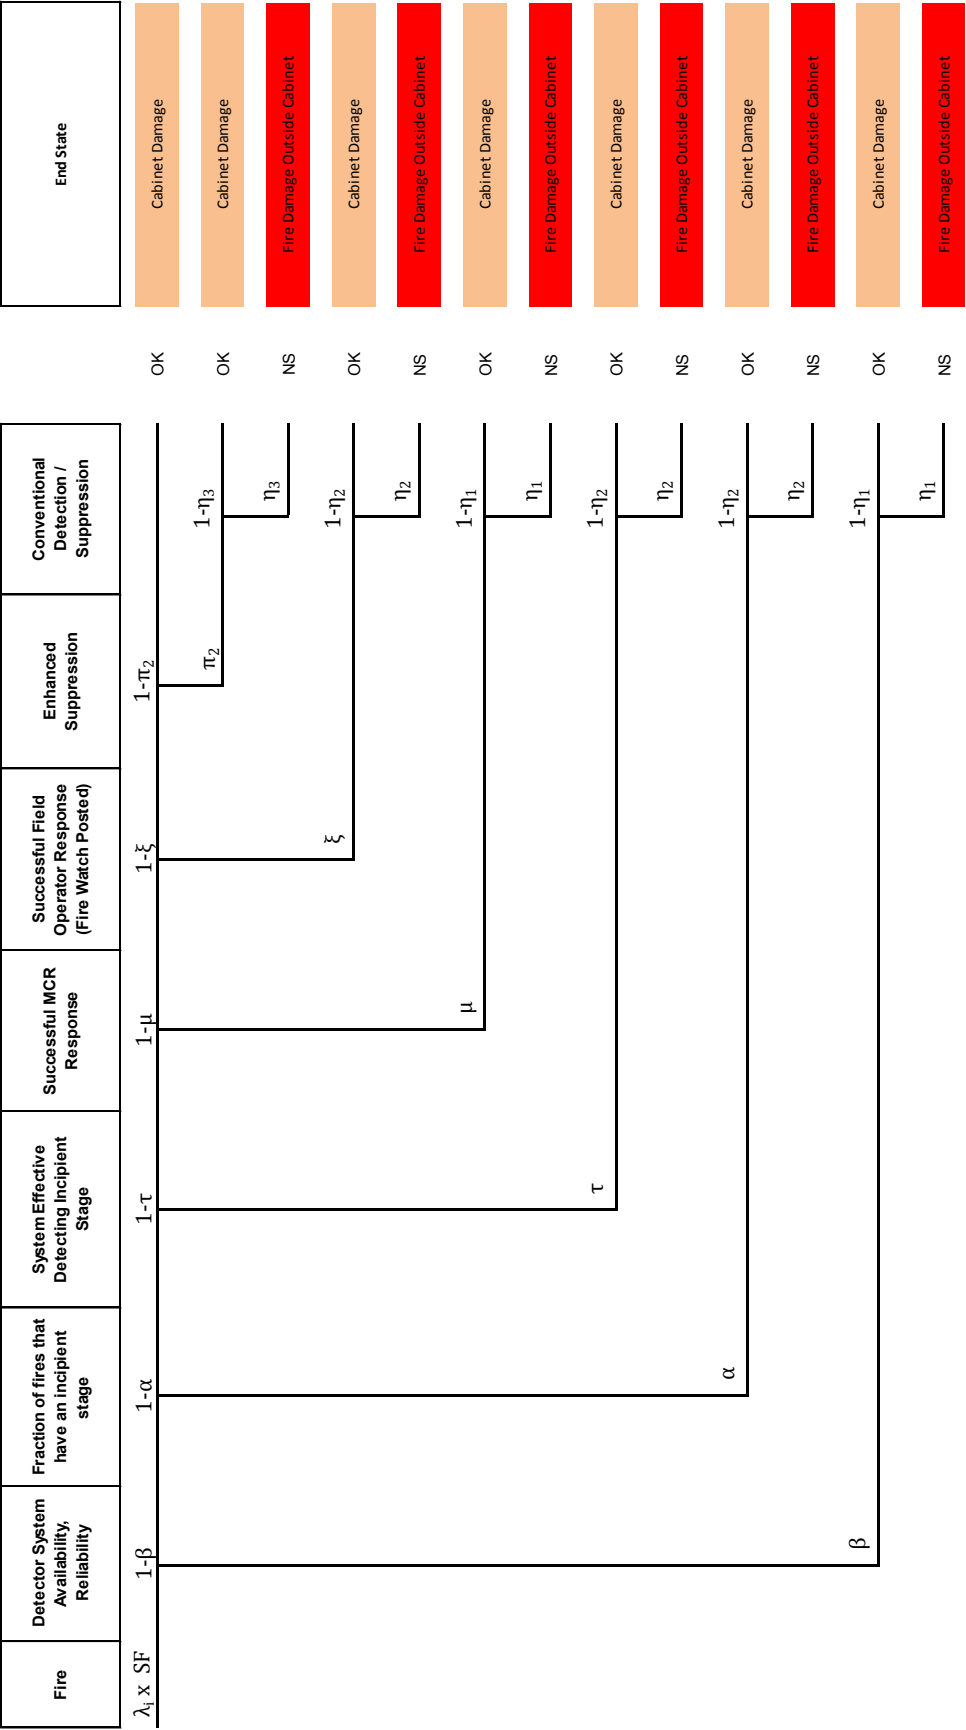 Fire
Detector System
Availability,
Reliability
Fraction of fires that
have an incipient
stage
System Effective
Detecting Incipient
Stage
Successful MCR
Response
Successful Field
Operator Response
(Fire Watch Posted)
Enhanced
Suppression
Conventional
Detection /
Suppression
End State
λi x SF
1-β
1-α
1-τ
1-μ
1-ξ
1-π2
OK
Cabinet Damage
π2
1-η3
OK
Cabinet Damage
η3
NS
Fire Damage Outside Cabinet
ξ
1-η2
OK
Cabinet Damage
η2
NS
Fire Damage Outside Cabinet
μ
1-η1
OK
Cabinet Damage
η1
NS
Fire Damage Outside Cabinet
τ
1-η2
OK
Cabinet Damage
η2
NS
Fire Damage Outside Cabinet
α
1-η2
OK
Cabinet Damage
η2
NS
Fire Damage Outside Cabinet
β
1-η1
OK
Cabinet Damage
η1
NS
Fire Damage Outside Cabinet